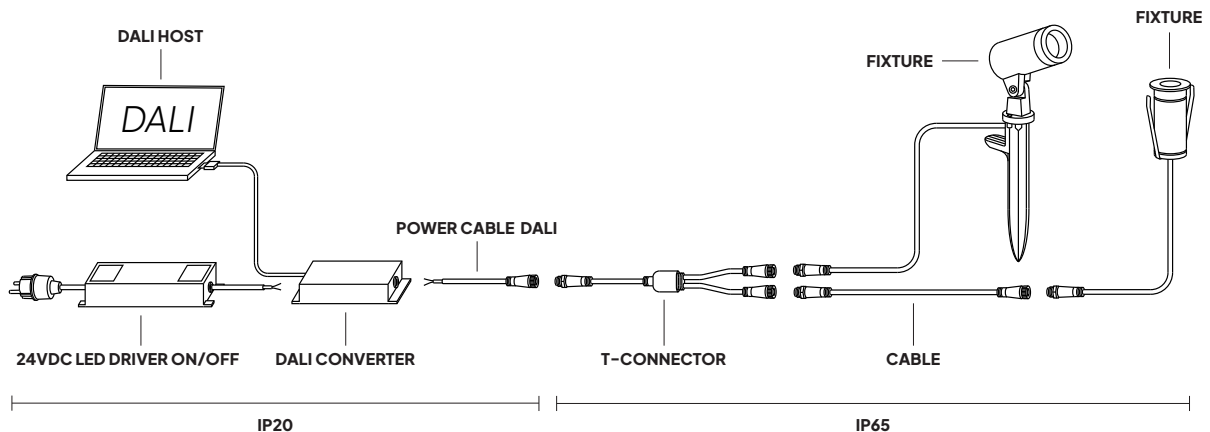 FIXTURE
DALI HOST
FIXTURE
DALI
POWER CABLE DALI
24VDC LED DRIVER ON/OFF
DALI CONVERTER
T-CONNECTOR
CABLE
IP20
IP65